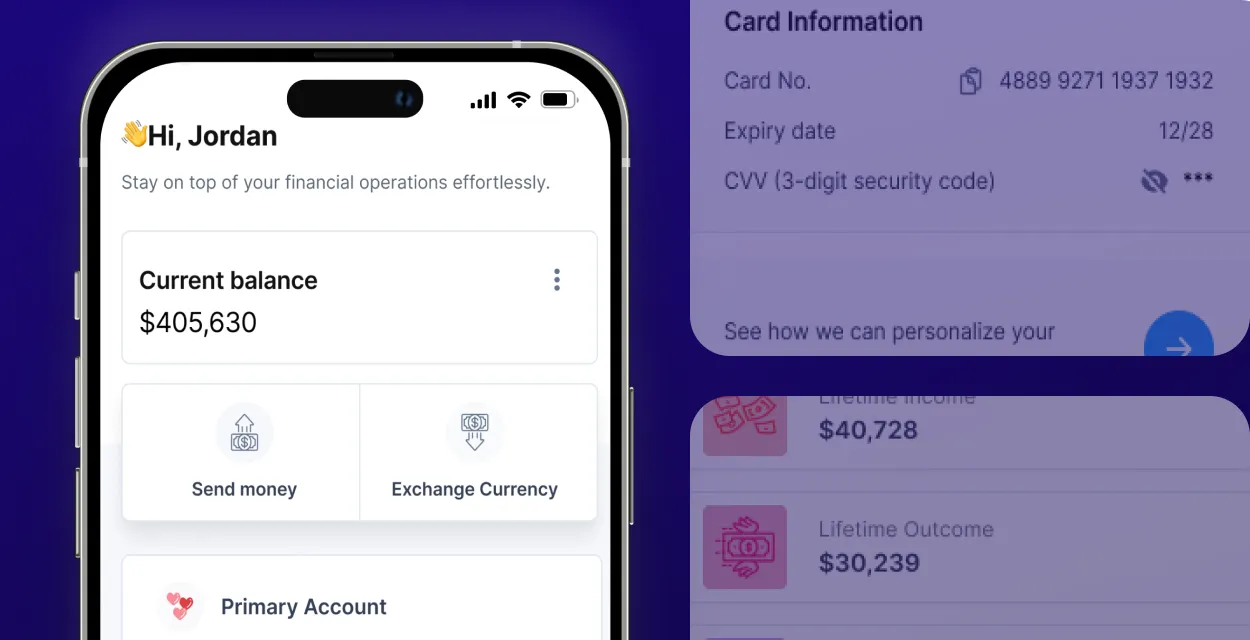 Hi, Jordan
Stay on top of your financial operations effortlessly.
Current balance
$405,630
Send money
Exchange Currency
Primary Account
Card Information
Card No.
4889 9271 1937 1932
Expiry date
12/28
CVV (3-digit security code)
***
See how we can personalize your
Lifetime Income
$40,728
Lifetime Outcome
$30,239